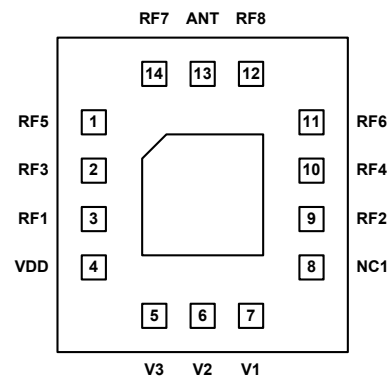 RF7 ANT RF8
14 13 12
RF5 1 11 RF6
RF3 2 10 RF4
RF1 3 9 RF2
VDD 4 8 NC1
5 6 7
V3 V2 V1